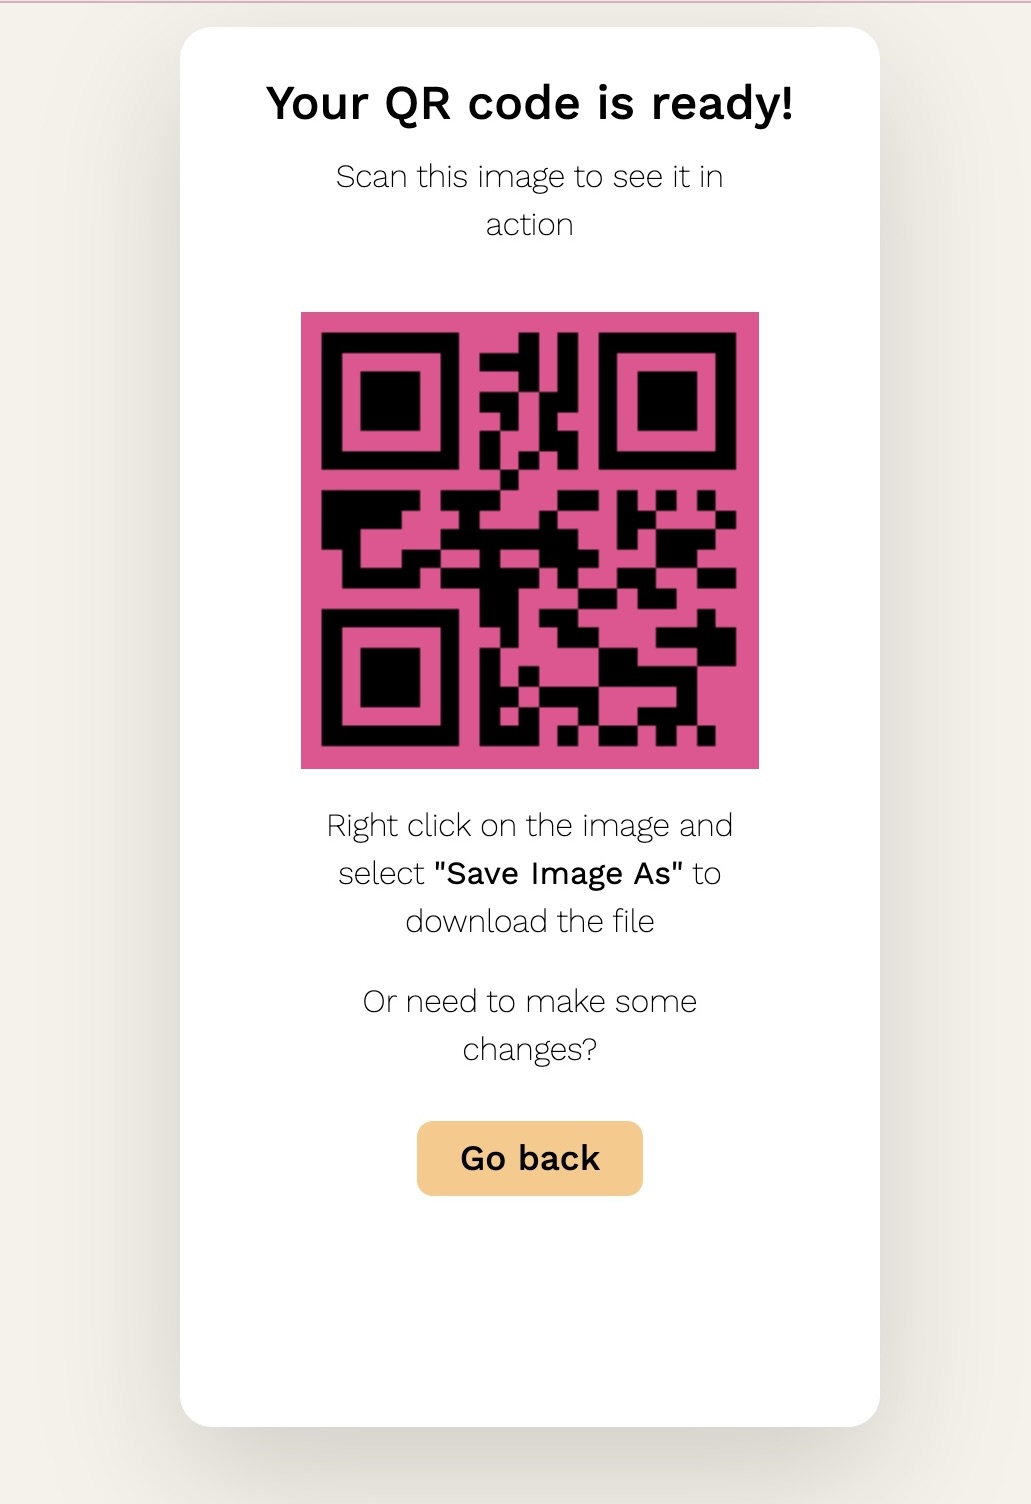 Your QR code is ready!
Scan this image to see it in
action
Right click on the image and
select "Save Image As" to
download the file
Or need to make some
changes?
Go back